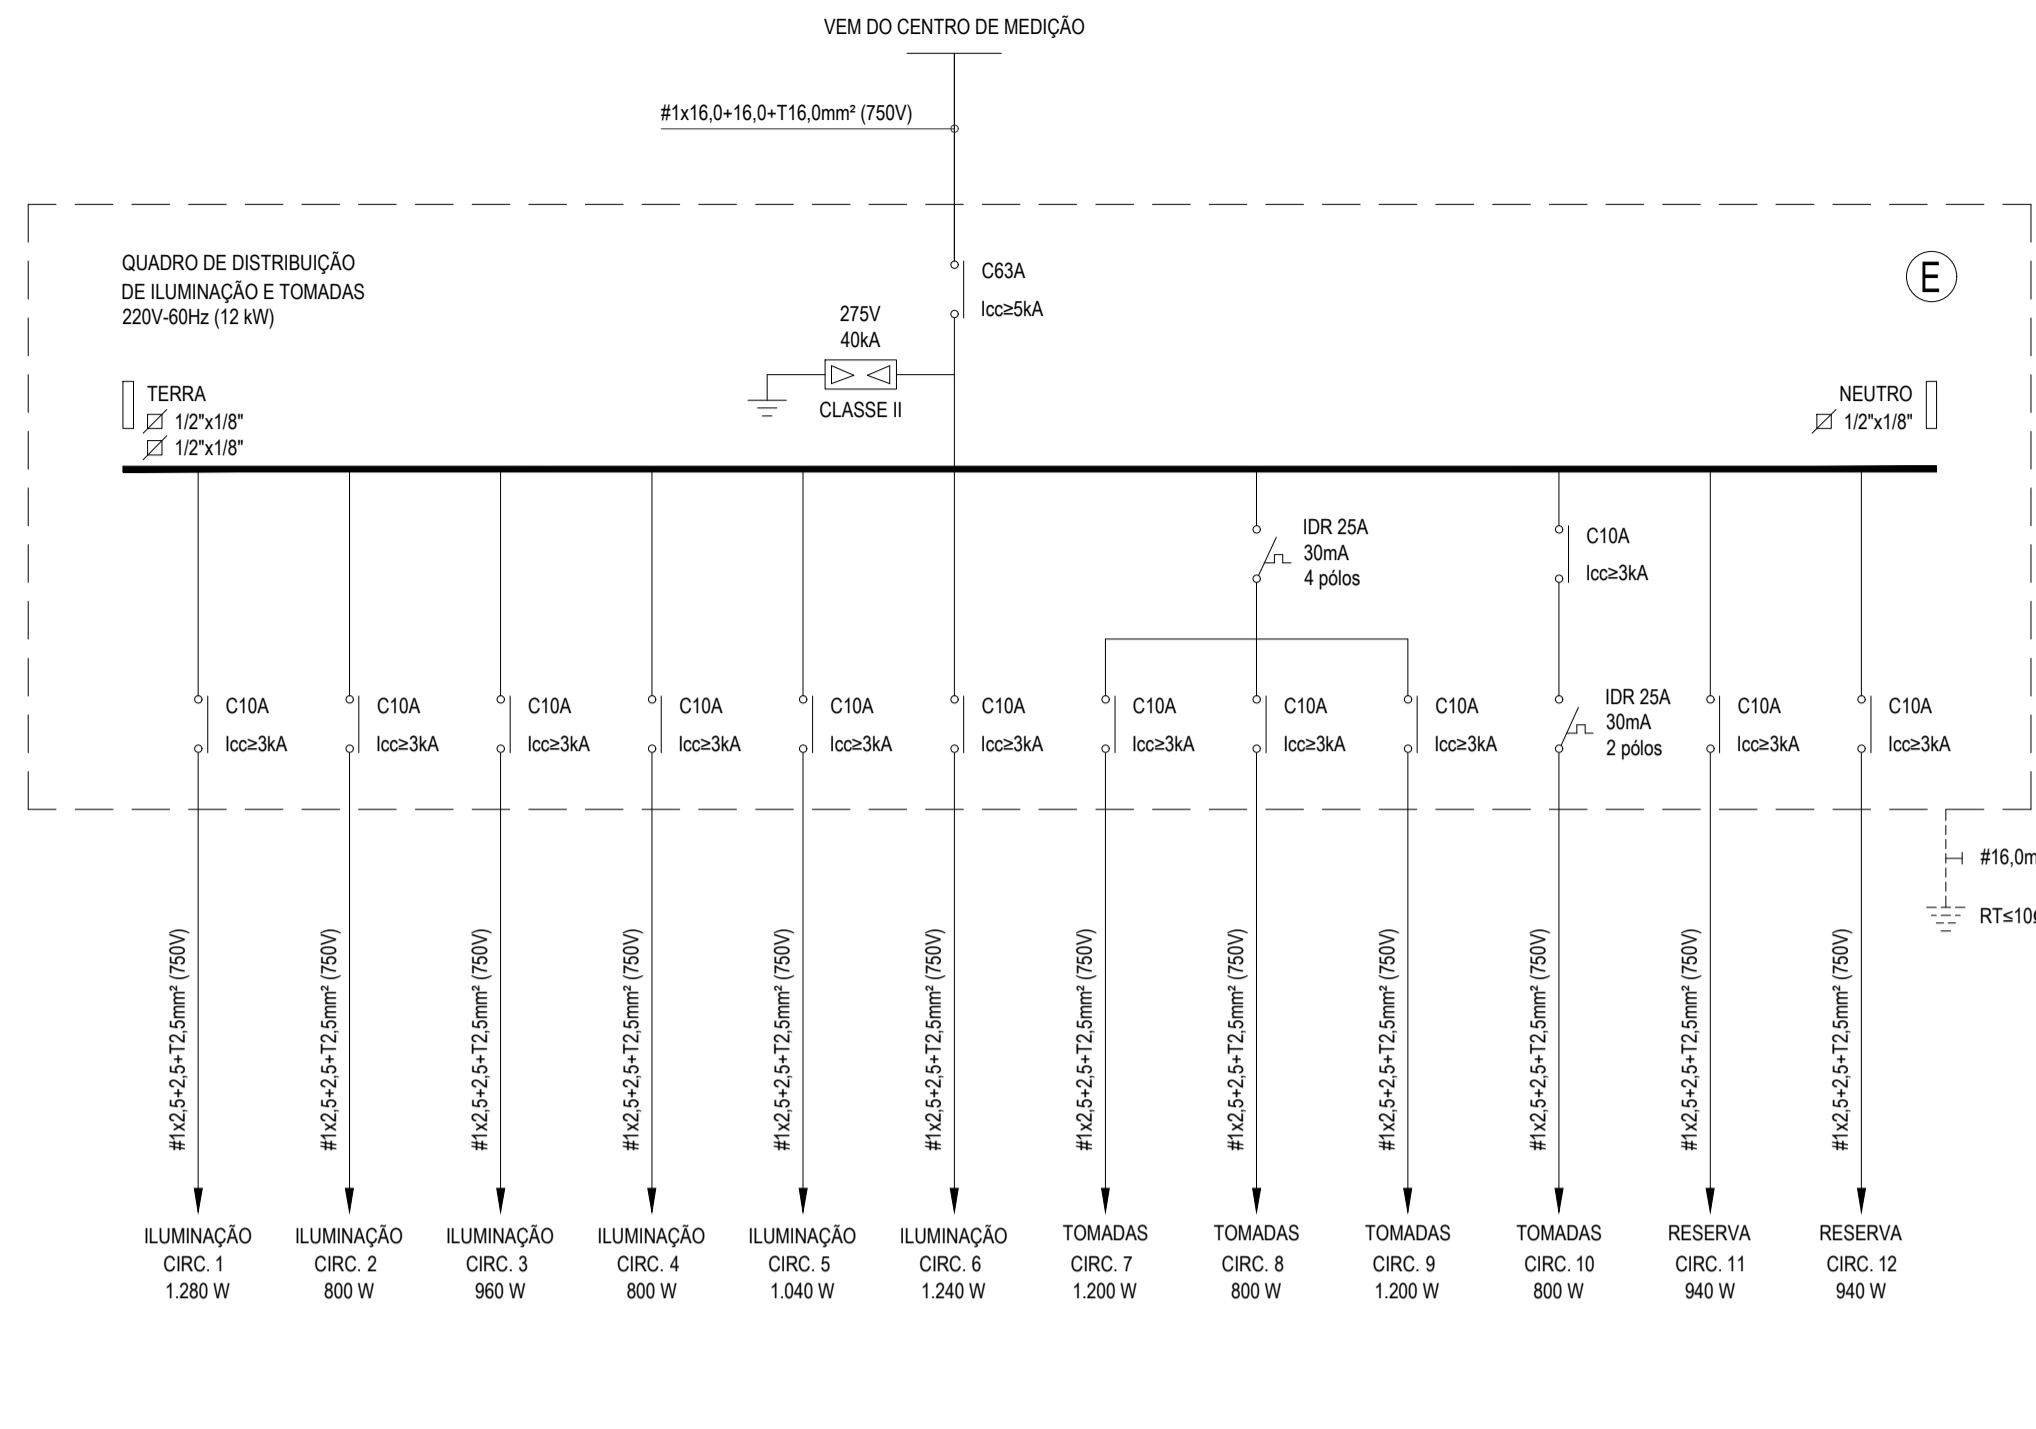 VEM DO CENTRO DE MEDIÇÃO
#1x16,0+16,0+T16,0mm² (750V)
QUADRO DE DISTRIBUIÇÃO
DE ILUMINAÇÃO E TOMADAS
220V-60Hz (12 kW)
C63A
Icc≥5kA
E
275V
40kA
CLASSE II
TERRA
1/2"x1/8"
1/2"x1/8"
NEUTRO
1/2"x1/8"
IDR 25A
30mA
4 pólos
C10A
Icc≥3kA
C10A
Icc≥3kA
C10A
Icc≥3kA
C10A
Icc≥3kA
C10A
Icc≥3kA
C10A
Icc≥3kA
C10A
Icc≥3kA
C10A
Icc≥3kA
C10A
Icc≥3kA
C10A
Icc≥3kA
IDR 25A
30mA
2 pólos
C10A
Icc≥3kA
C10A
Icc≥3kA
#16,0m
RT≤10
#1x2,5+2,5+T2,5mm² (750V)
#1x2,5+2,5+T2,5mm² (750V)
#1x2,5+2,5+T2,5mm² (750V)
#1x2,5+2,5+T2,5mm² (750V)
#1x2,5+2,5+T2,5mm² (750V)
#1x2,5+2,5+T2,5mm² (750V)
#1x2,5+2,5+T2,5mm² (750V)
#1x2,5+2,5+T2,5mm² (750V)
#1x2,5+2,5+T2,5mm² (750V)
#1x2,5+2,5+T2,5mm² (750V)
#1x2,5+2,5+T2,5mm² (750V)
#1x2,5+2,5+T2,5mm² (750V)
ILUMINAÇÃO
CIRC. 1
1.280 W
ILUMINAÇÃO
CIRC. 2
800 W
ILUMINAÇÃO
CIRC. 3
960 W
ILUMINAÇÃO
CIRC. 4
800 W
ILUMINAÇÃO
CIRC. 5
1.040 W
ILUMINAÇÃO
CIRC. 6
1.240 W
TOMADAS
CIRC. 7
1.200 W
TOMADAS
CIRC. 8
800 W
TOMADAS
CIRC. 9
1.200 W
TOMADAS
CIRC. 10
800 W
RESERVA
CIRC. 11
940 W
RESERVA
CIRC. 12
940 W